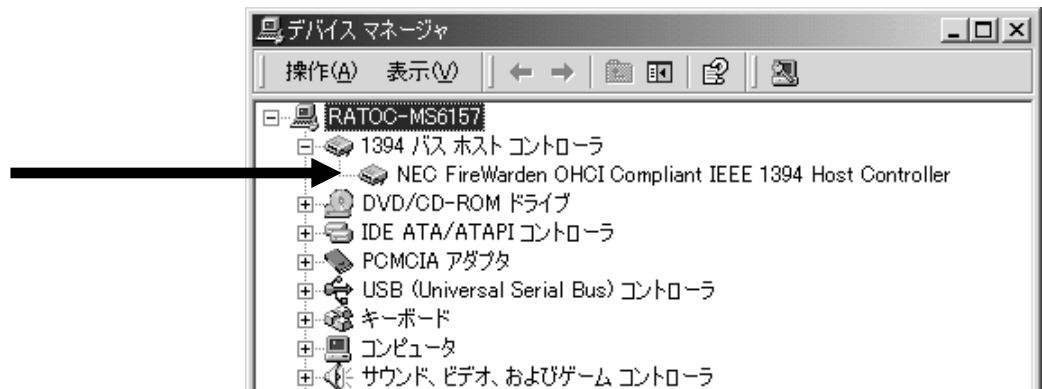 デバイス マネージャ
操作(A) 表示(V)
RATOC-MS6157
1394 バス ホスト コントローラ
NEC FireWarden OHCI Compliant IEEE 1394 Host Controller
DVD/CD-ROM ドライブ
IDE ATA/ATAPI コントローラ
PCMCIA アダプタ
USB (Universal Serial Bus) コントローラ
キーボード
コンピュータ
サウンド、ビデオ、およびゲーム コントローラ